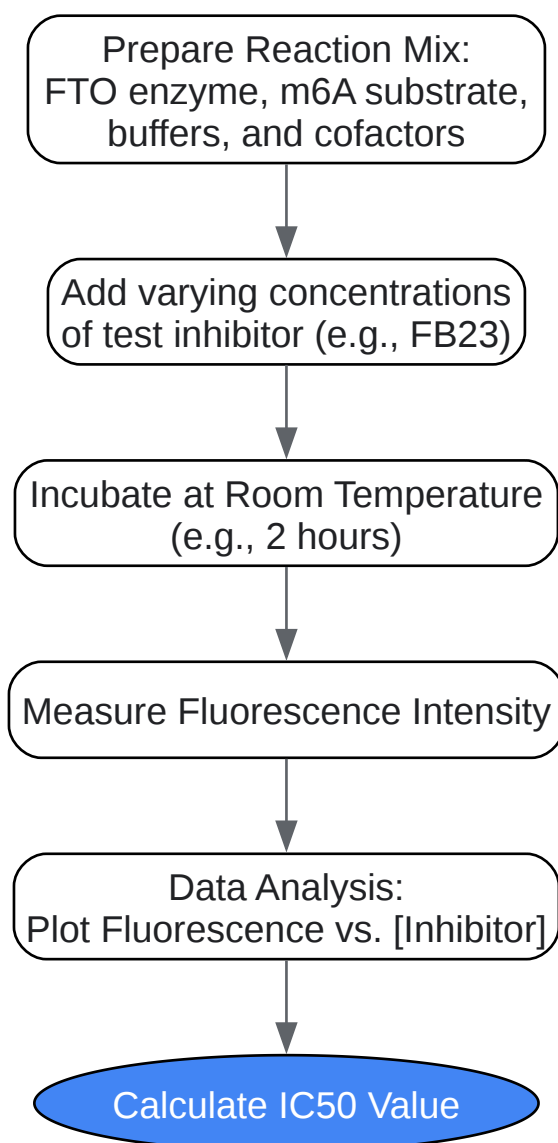 Prepare Reaction Mix:
FTO enzyme, m6A substrate,
buffers, and cofactors
Add varying concentrations
of test inhibitor (e.g., FB23)
Incubate at Room Temperature
(e.g., 2 hours)
Measure Fluorescence Intensity
Data Analysis:
Plot Fluorescence vs. [Inhibitor]
Calculate IC50 Value